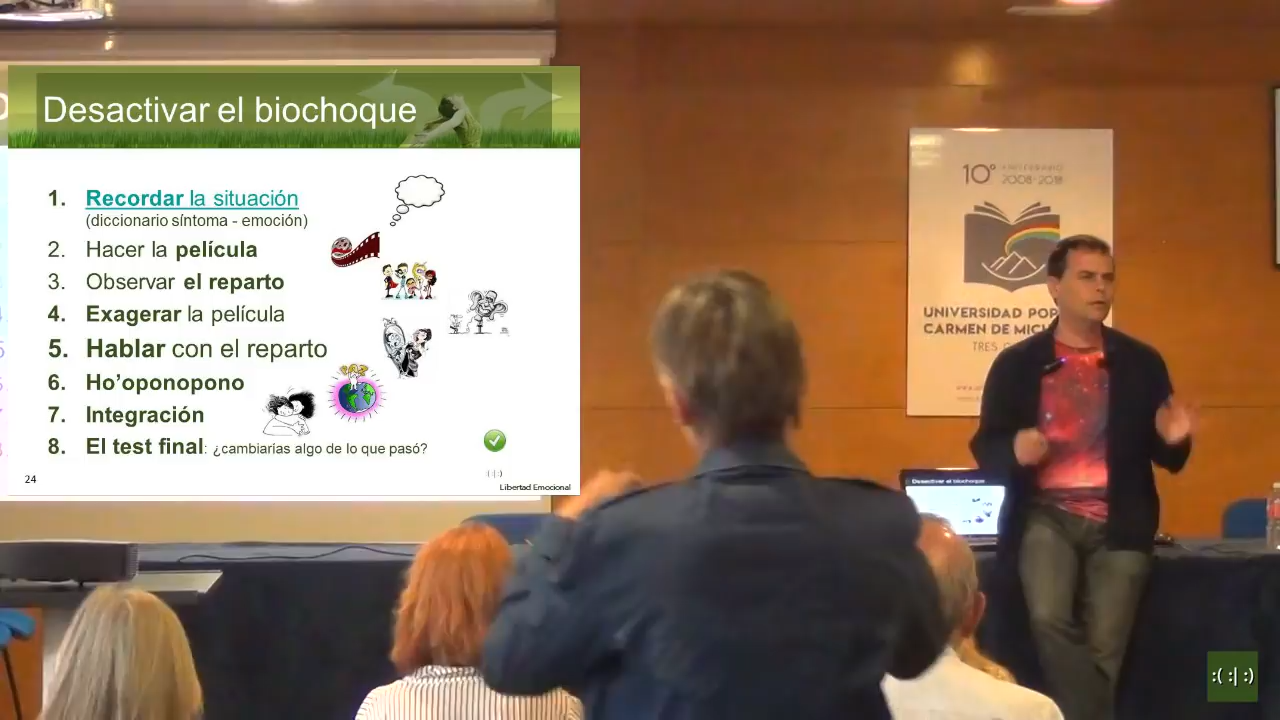 Desactivar el biochoque
1. Recordar la situación
(diccionario síntoma - emoción)
2. Hacer la película
3. Observar el reparto
4. Exagerar la película
5. Hablar con el reparto
6. Ho’oponopono
7. Integración
8. El test final: ¿cambiarías algo de lo que pasó?
24
(:|:)
Libertad Emocional
10º ANIVERSARIO
2008-2018
UNIVERSIDAD POP
CARMEN DE MICH
TRES
Desactivar el biochoque
:( :| :)